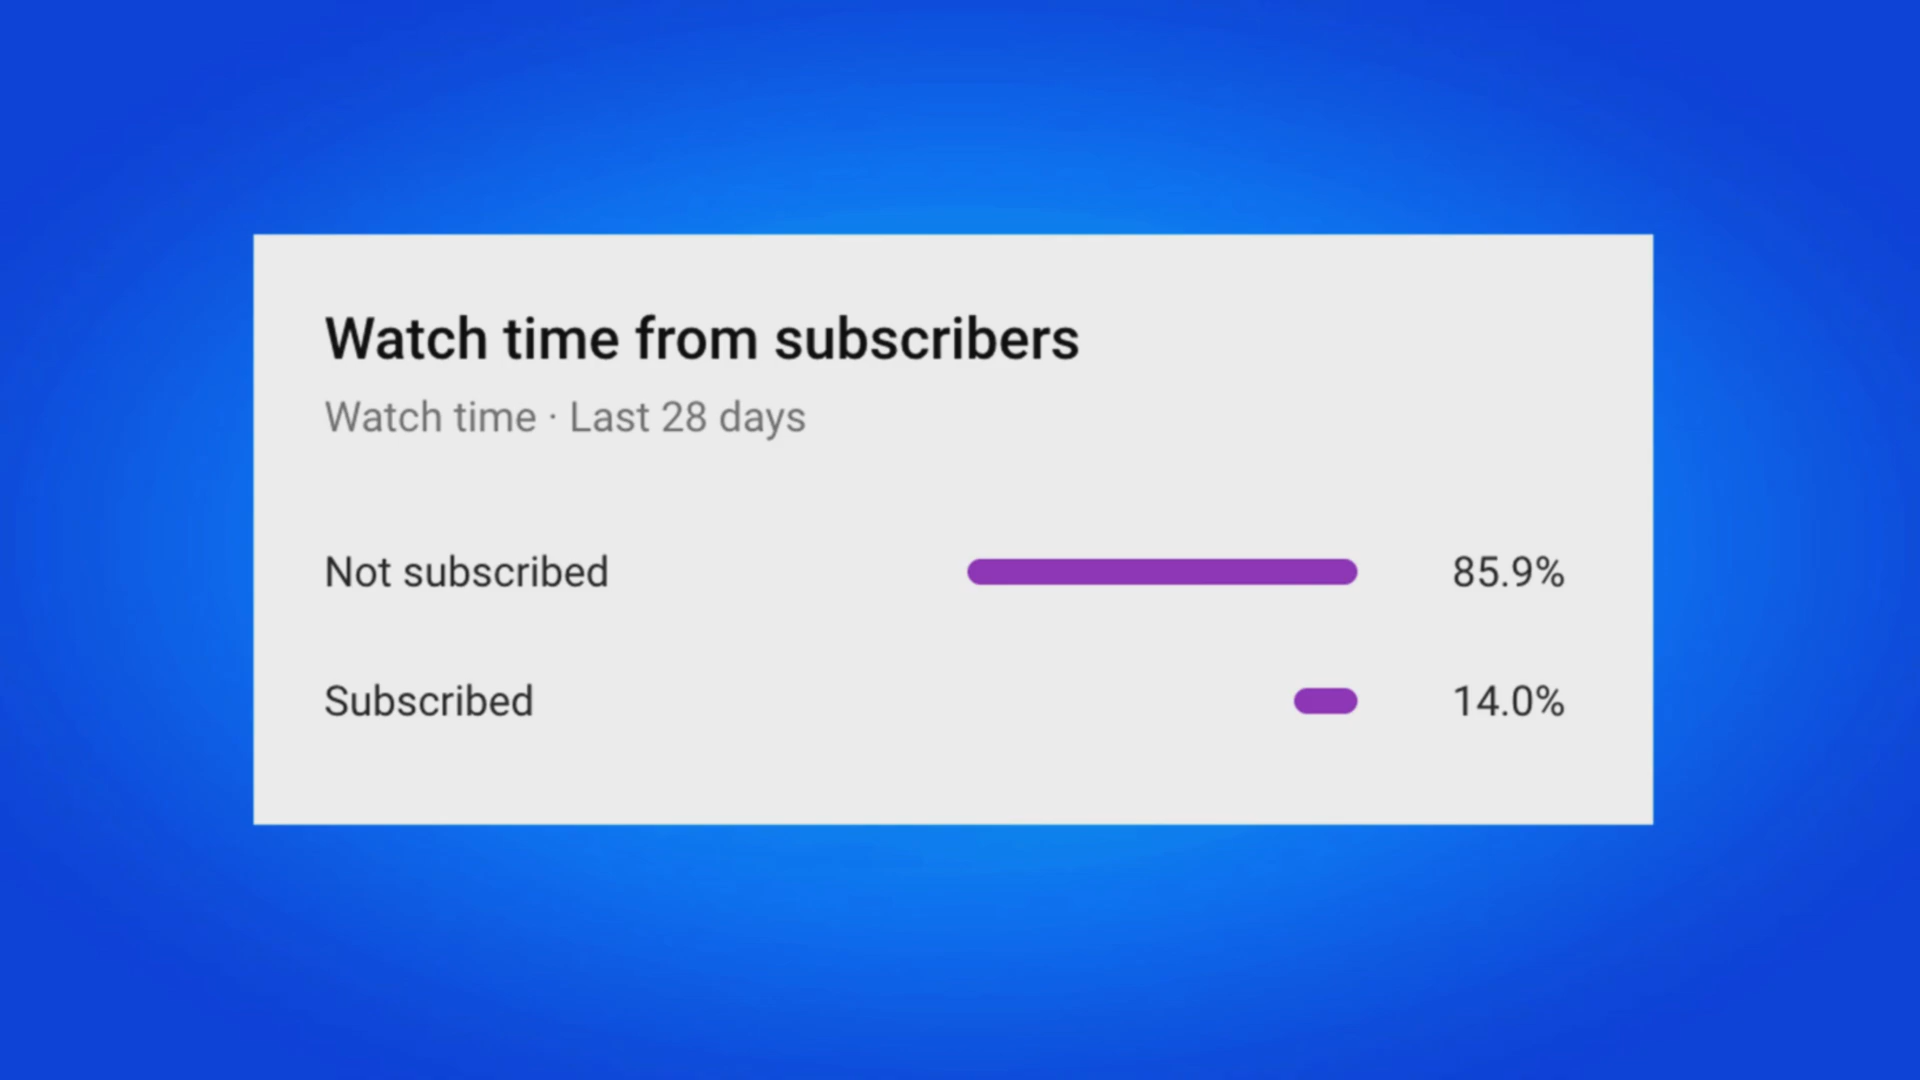 Watch time from subscribers
Watch time · Last 28 days
Not subscribed 85.9%
Subscribed 14.0%